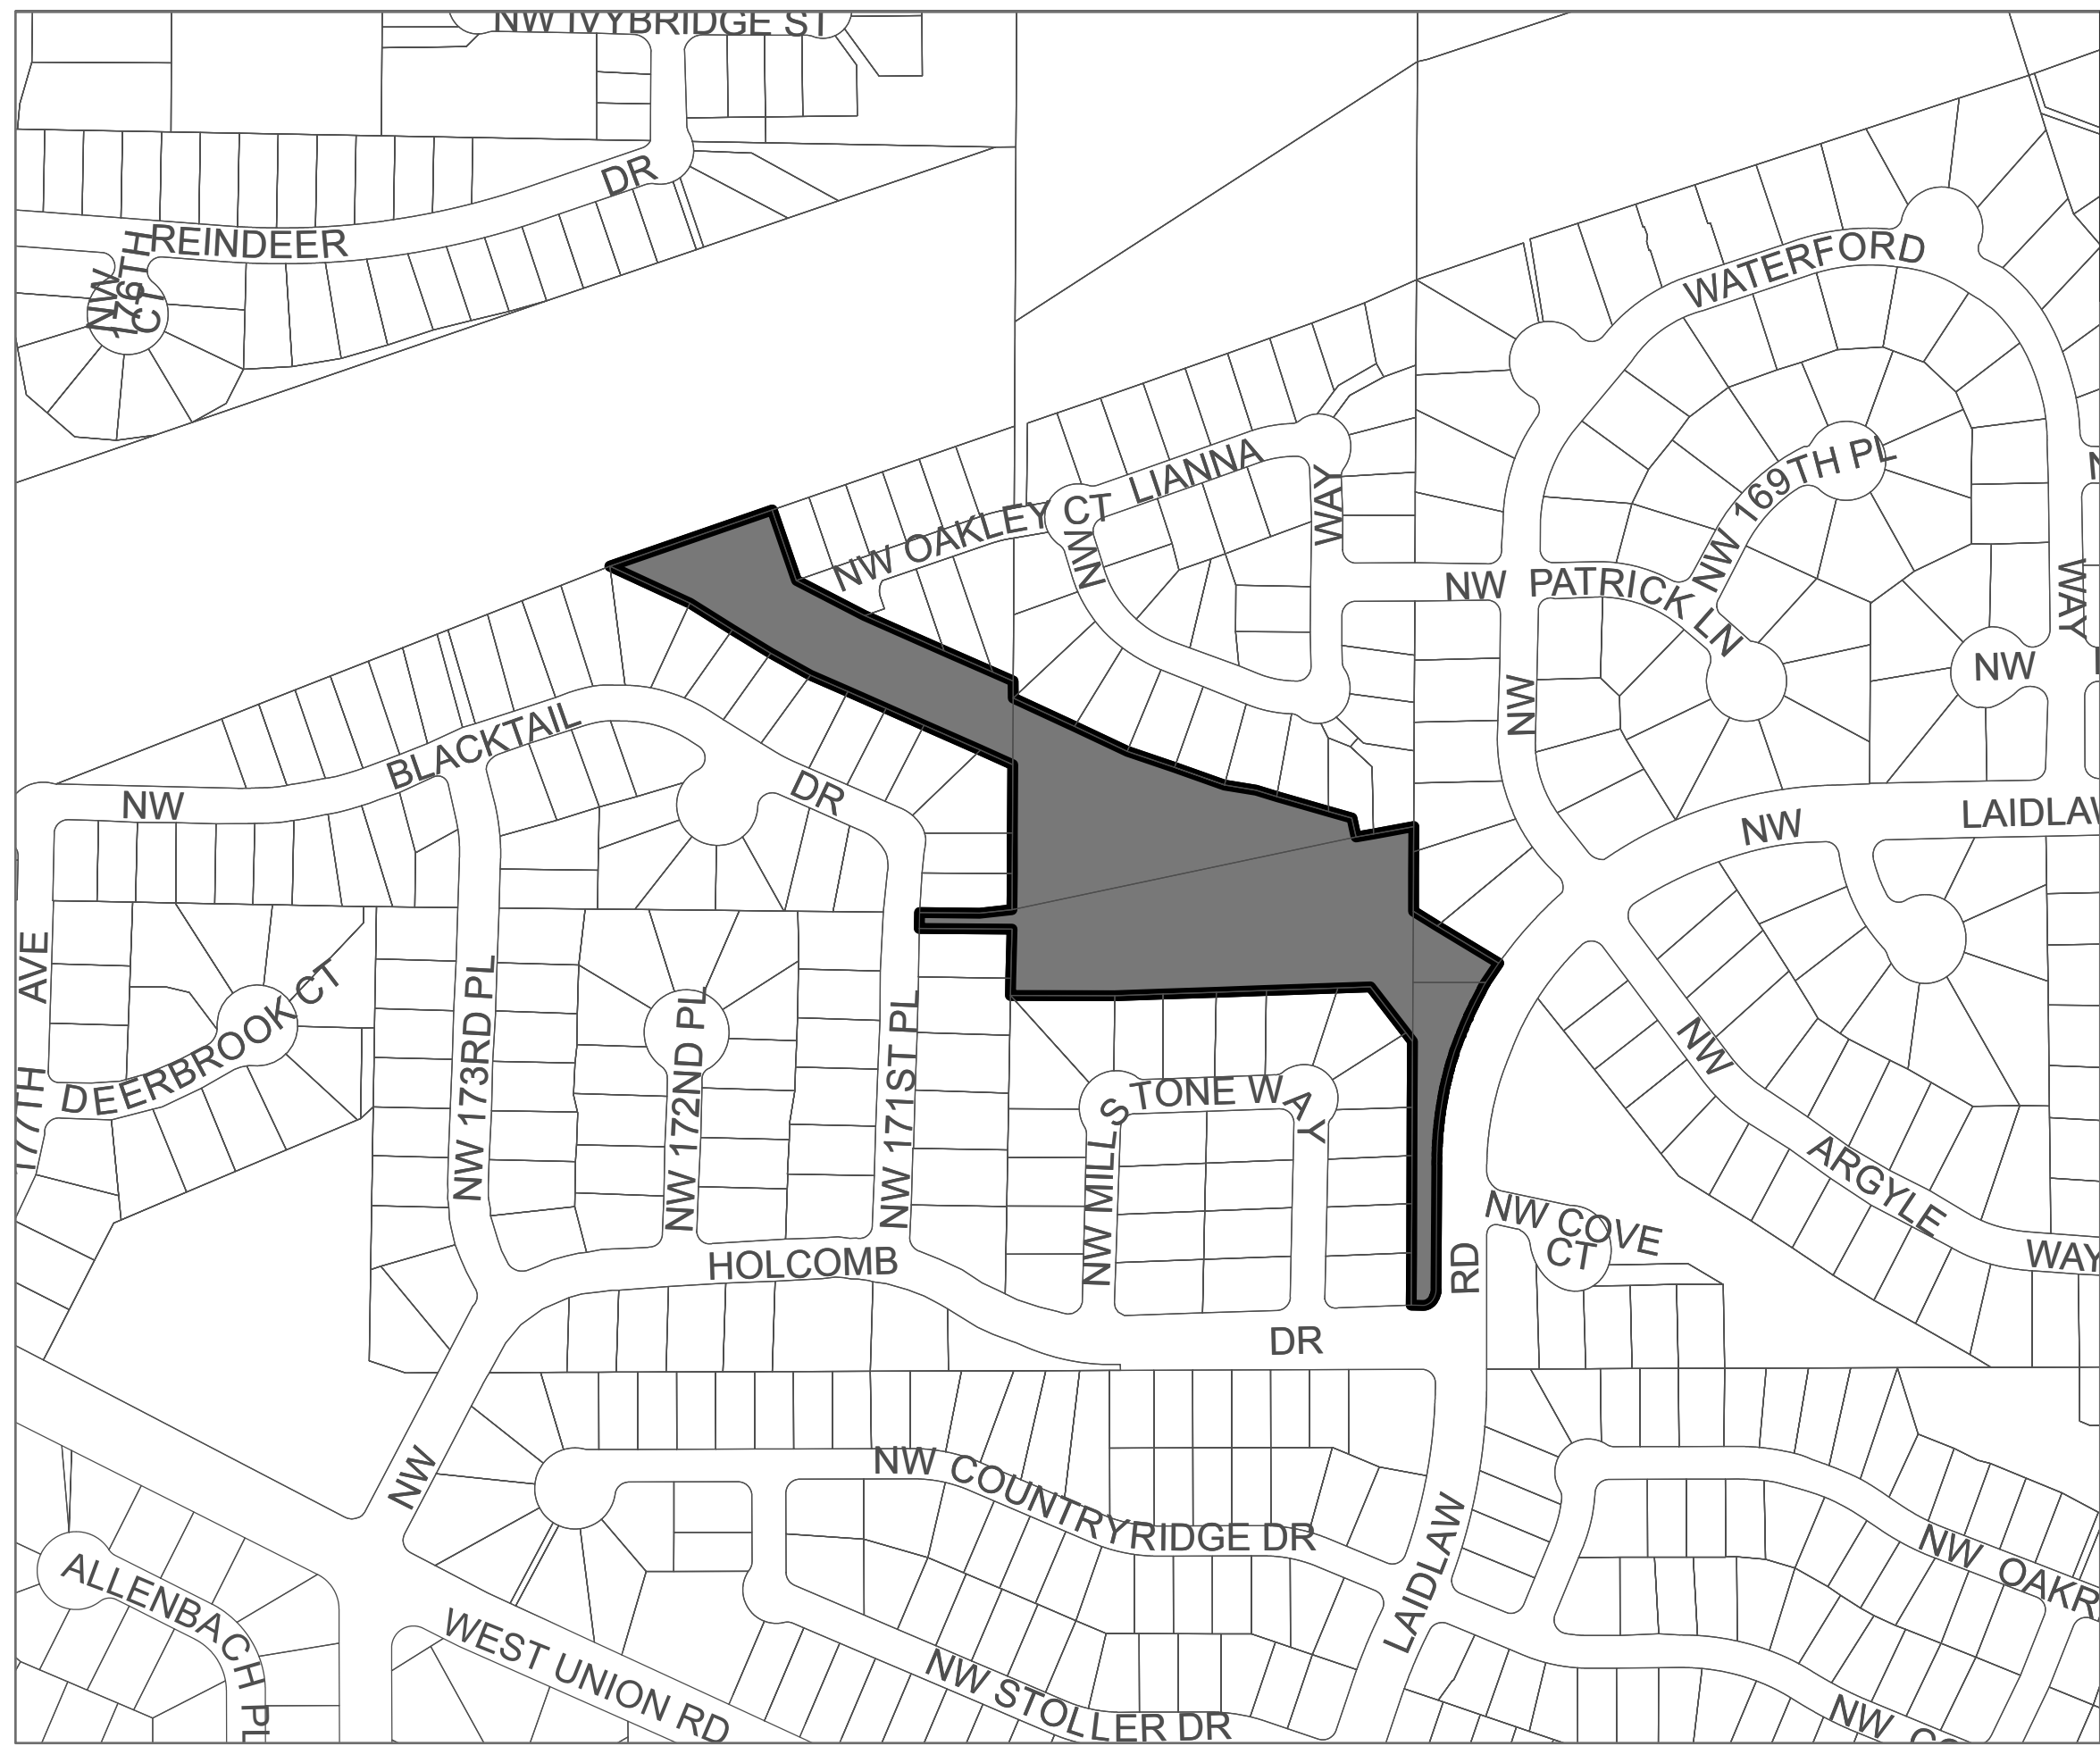 NW IVYBRIDGE ST
DR
REINDEER
NW
176TH
CT
WATERFORD
NW 169TH PL
LIANNA
CT
WAY
NW OAKLEY
NW
NW PATRICK LN
WAY
NW
NW
BLACKTAIL
NW
DR
NW
AVE
DEERBROOK CT
177TH
NW 173RD PL
NW 172ND PL
NW 171ST PL
STONE WAY
NW MILL
NW
ARGYLE
WAY
NW COVE
CT
RD
HOLCOMB
DR
NW
NW COUNTRYRIDGE DR
LAIDLAW
NW
ALLENBACH PL
WEST UNION RD
NW STOLLER DR
NW